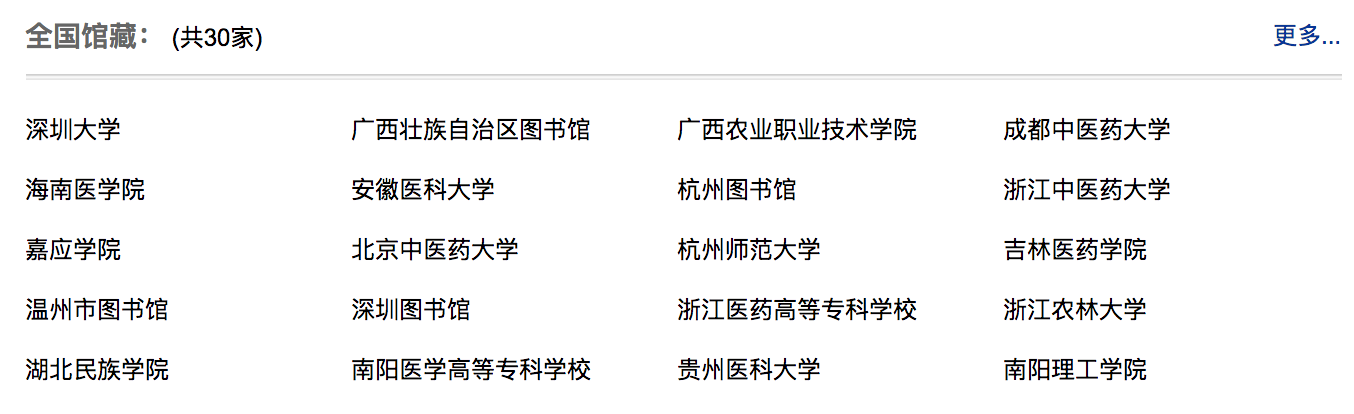 全国馆藏： (共30家) 更多...
深圳大学 广西壮族自治区图书馆 广西农业职业技术学院 成都中医药大学
海南医学院 安徽医科大学 杭州图书馆 浙江中医药大学
嘉应学院 北京中医药大学 杭州师范大学 吉林医药学院
温州市图书馆 深圳图书馆 浙江医药高等专科学校 浙江农林大学
湖北民族学院 南阳医学高等专科学校 贵州医科大学 南阳理工学院